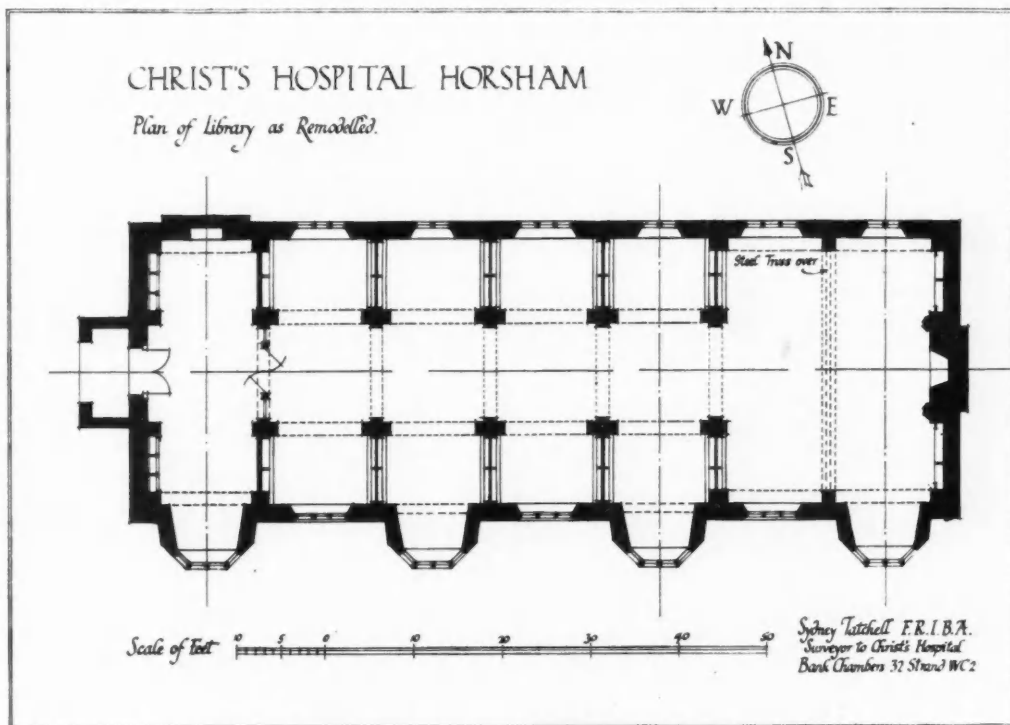 CHRIST'S HOSPITAL HORSHAM
Plan of Library as Remodelled.
N
W E
S
Steel Truss over
Scale of Feet 10 5 0 10 20 30 40 50
Sydney Tatchell F.R.I.B.A.
Surveyor to Christ's Hospital
Bank Chambers 32 Strand WC2